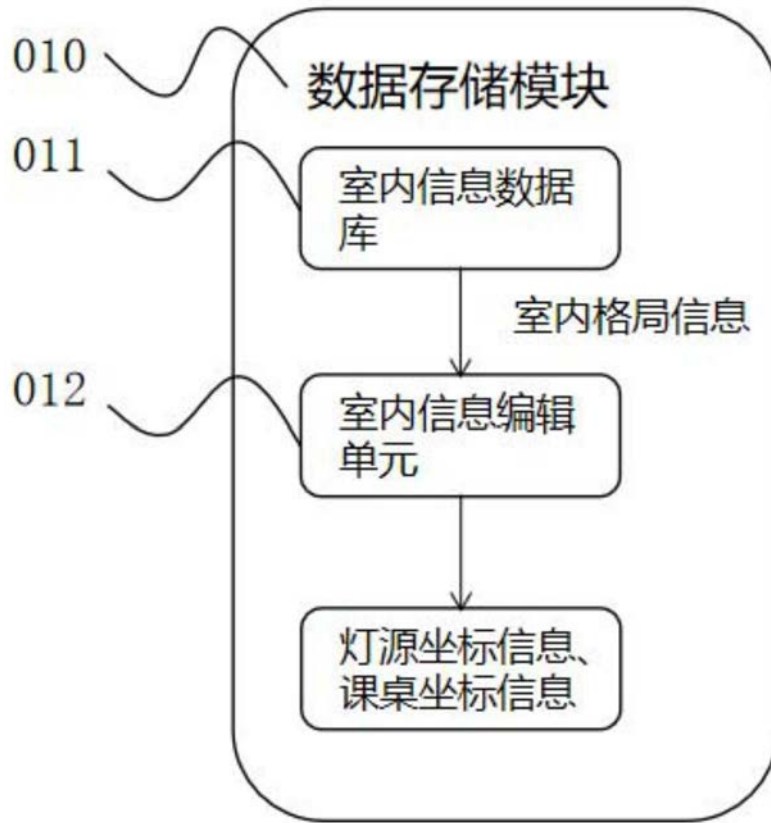 010
数据存储模块
011
室内信息数据
库
室内格局信息
012
室内信息编辑
单元
灯源坐标信息、
课桌坐标信息